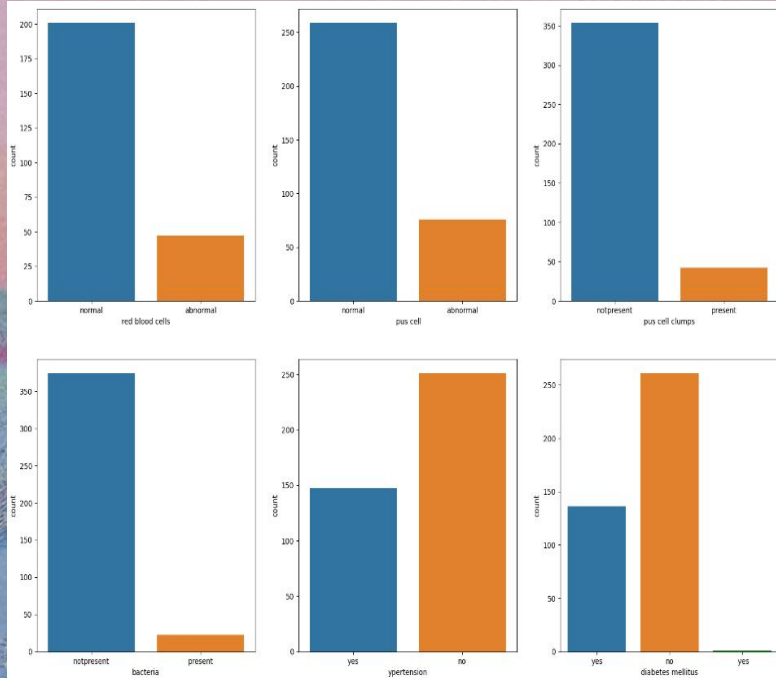 200
175
150
125
100
75
50
25
0
count
normal abnormal
red blood cells
250
200
150
100
50
0
count
normal abnormal
pus cell
350
300
250
200
150
100
50
0
count
notpresent present
pus cell clumps
350
300
250
200
150
100
50
0
count
notpresent present
bacteria
250
200
150
100
50
0
count
yes no
ypertension
250
200
150
100
50
0
count
yes no yes
diabetes mellitus